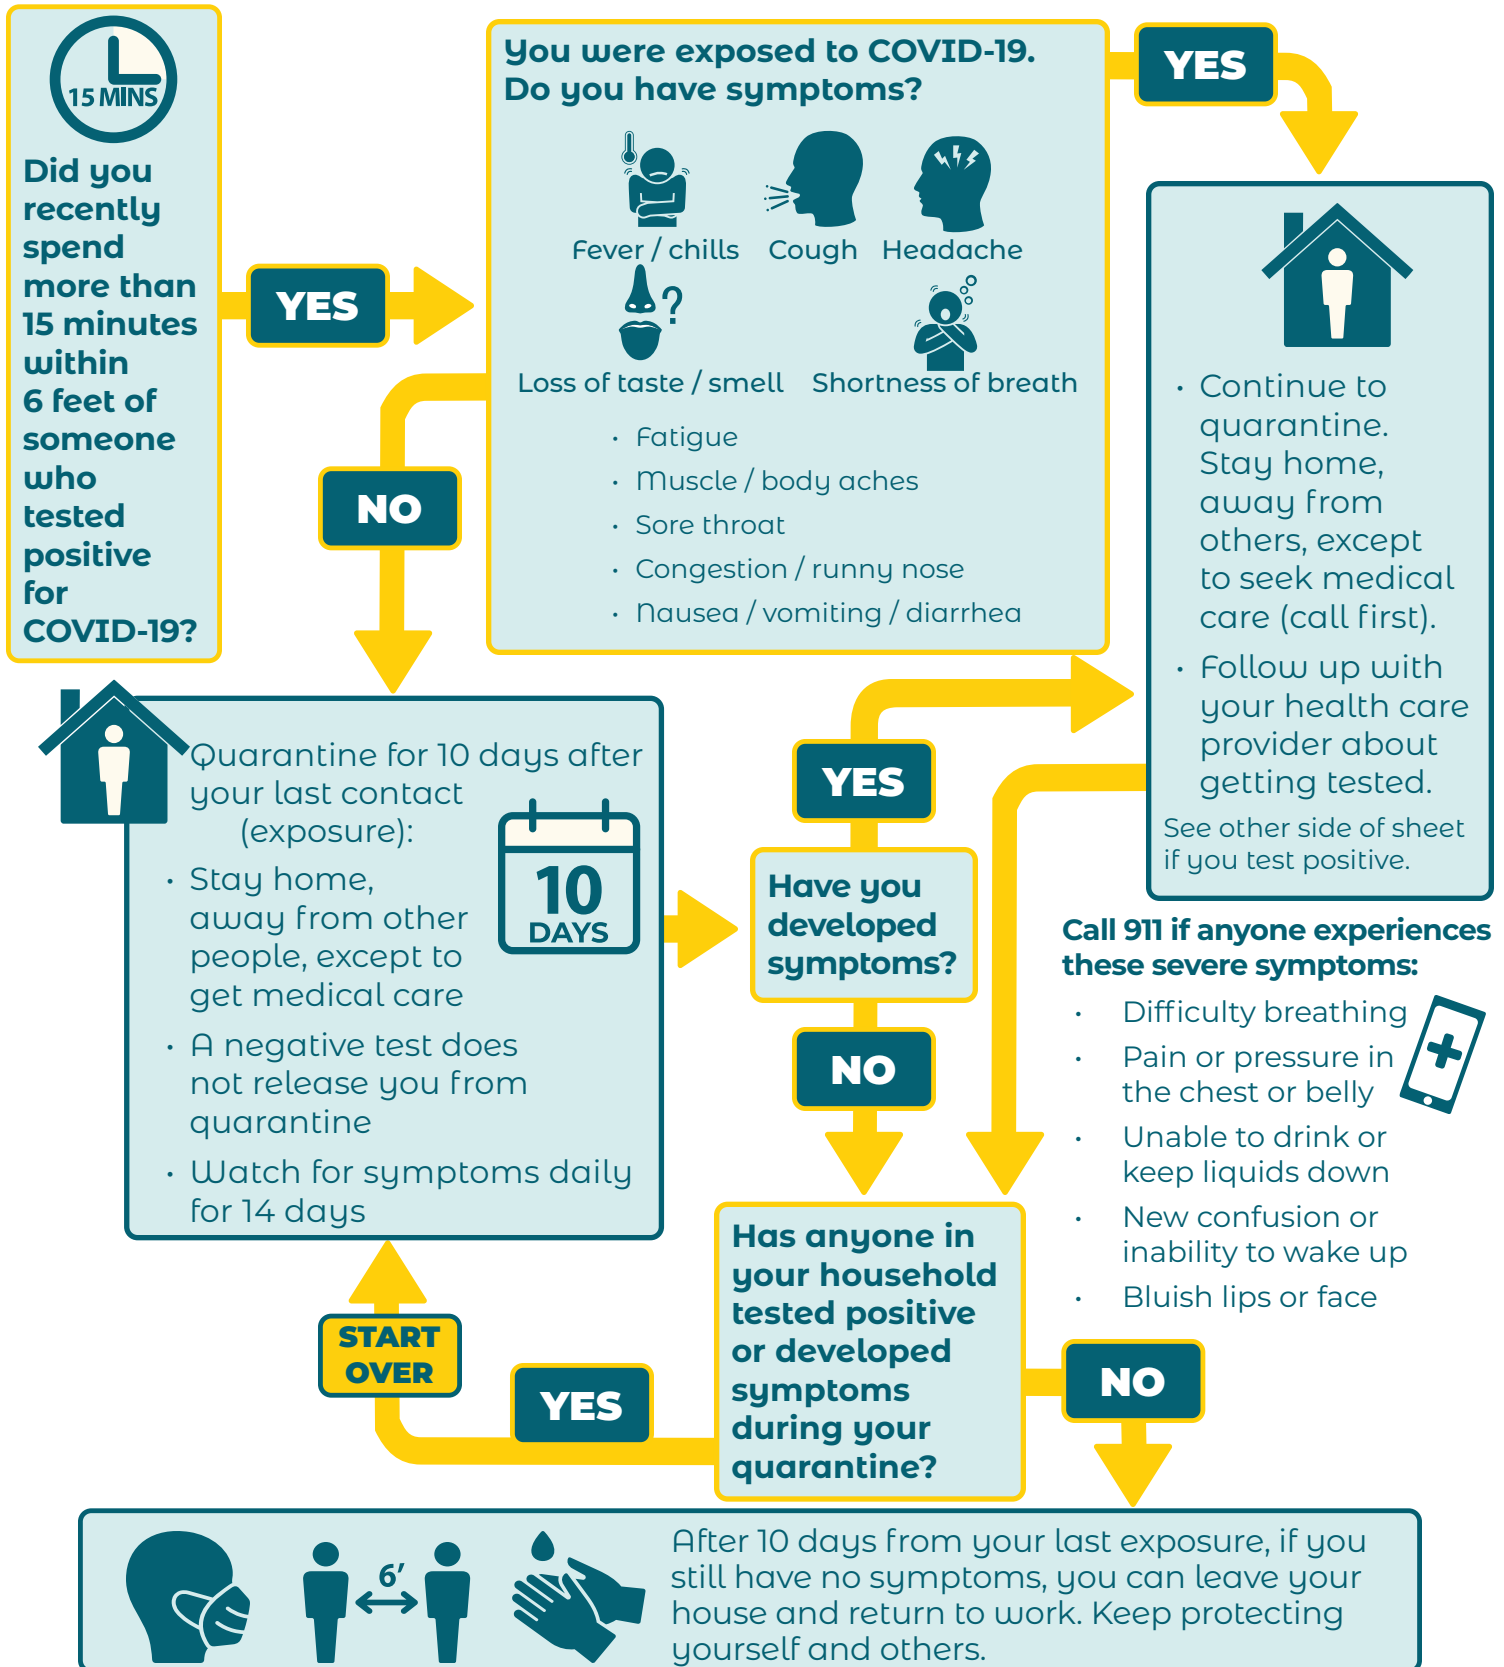 15 MINS
Did you
recently
spend
more than
15 minutes
within
6 feet of
someone
who
tested
positive
for
COVID-19?
YES
You were exposed to COVID-19.
Do you have symptoms?
Fever / chills
Cough
Headache
?
Loss of taste / smell
Shortness of breath
· Fatigue
· Muscle / body aches
· Sore throat
· Congestion / runny nose
· Nausea / vomiting / diarrhea
YES
NO
· Continue to
quarantine.
Stay home,
away from
others, except
to seek medical
care (call first).
· Follow up with
your health care
provider about
getting tested.
See other side of sheet
if you test positive.
Quarantine for 10 days after
your last contact
(exposure):
10
DAYS
· Stay home,
away from other
people, except to
get medical care
· A negative test does
not release you from
quarantine
· Watch for symptoms daily
for 14 days
YES
Have you
developed
symptoms?
NO
Call 911 if anyone experiences
these severe symptoms:
· Difficulty breathing
· Pain or pressure in
the chest or belly
· Unable to drink or
keep liquids down
· New confusion or
inability to wake up
· Bluish lips or face
Has anyone in
your household
tested positive
or developed
symptoms
during your
quarantine?
YES
START
OVER
NO
6'
After 10 days from your last exposure, if you
still have no symptoms, you can leave your
house and return to work. Keep protecting
yourself and others.